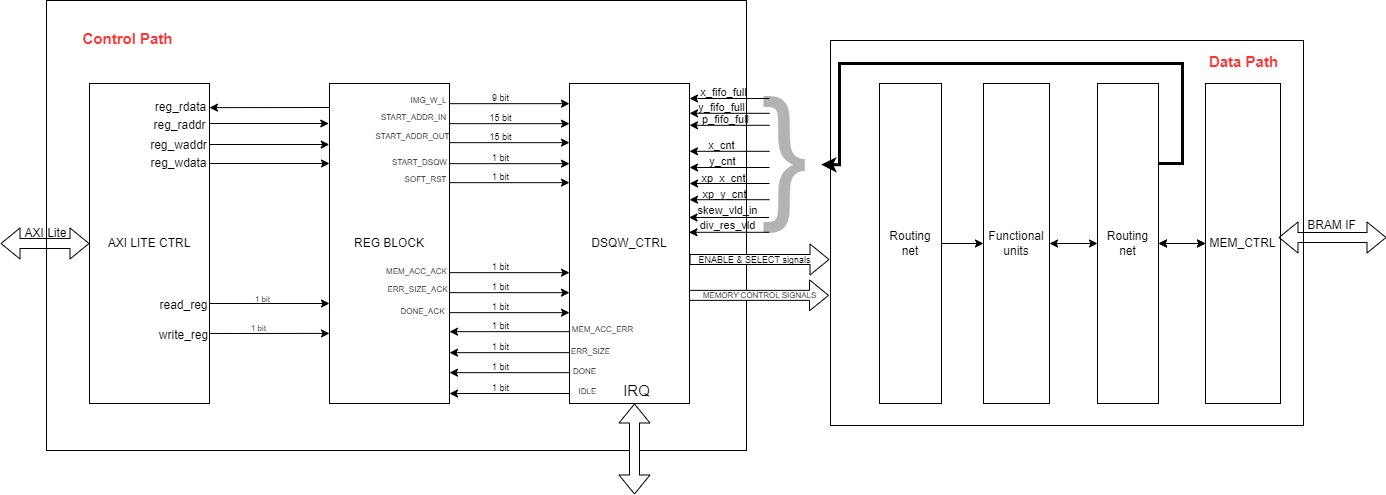 Control Path
Data Path
AXI Lite
reg_rdata
reg_raddr
reg_waddr
reg_wdata
AXI LITE CTRL
read_reg
write_reg
1 bit
1 bit
REG BLOCK
IMG_W_L
START_ADDR_IN
START_ADDR_OUT
START_DSQW
SOFT_RST
MEM_ACC_ACK
ERR_SIZE_ACK
DONE_ACK
9 bit
15 bit
15 bit
1 bit
1 bit
1 bit
1 bit
1 bit
1 bit
1 bit
1 bit
1 bit
MEM_ACC_ERR
ERR_SIZE
DONE
IDLE
DSQW_CTRL
IRQ
x_fifo_full
y_fifo_full
p_fifo_full
x_cnt
y_cnt
xp_x_cnt
xp_y_cnt
skew_vld_in
div_res_vld
ENABLE & SELECT signals
MEMORY CONTROL SIGNALS
Routing
net
Functional
units
Routing
net
MEM_CTRL
BRAM IF